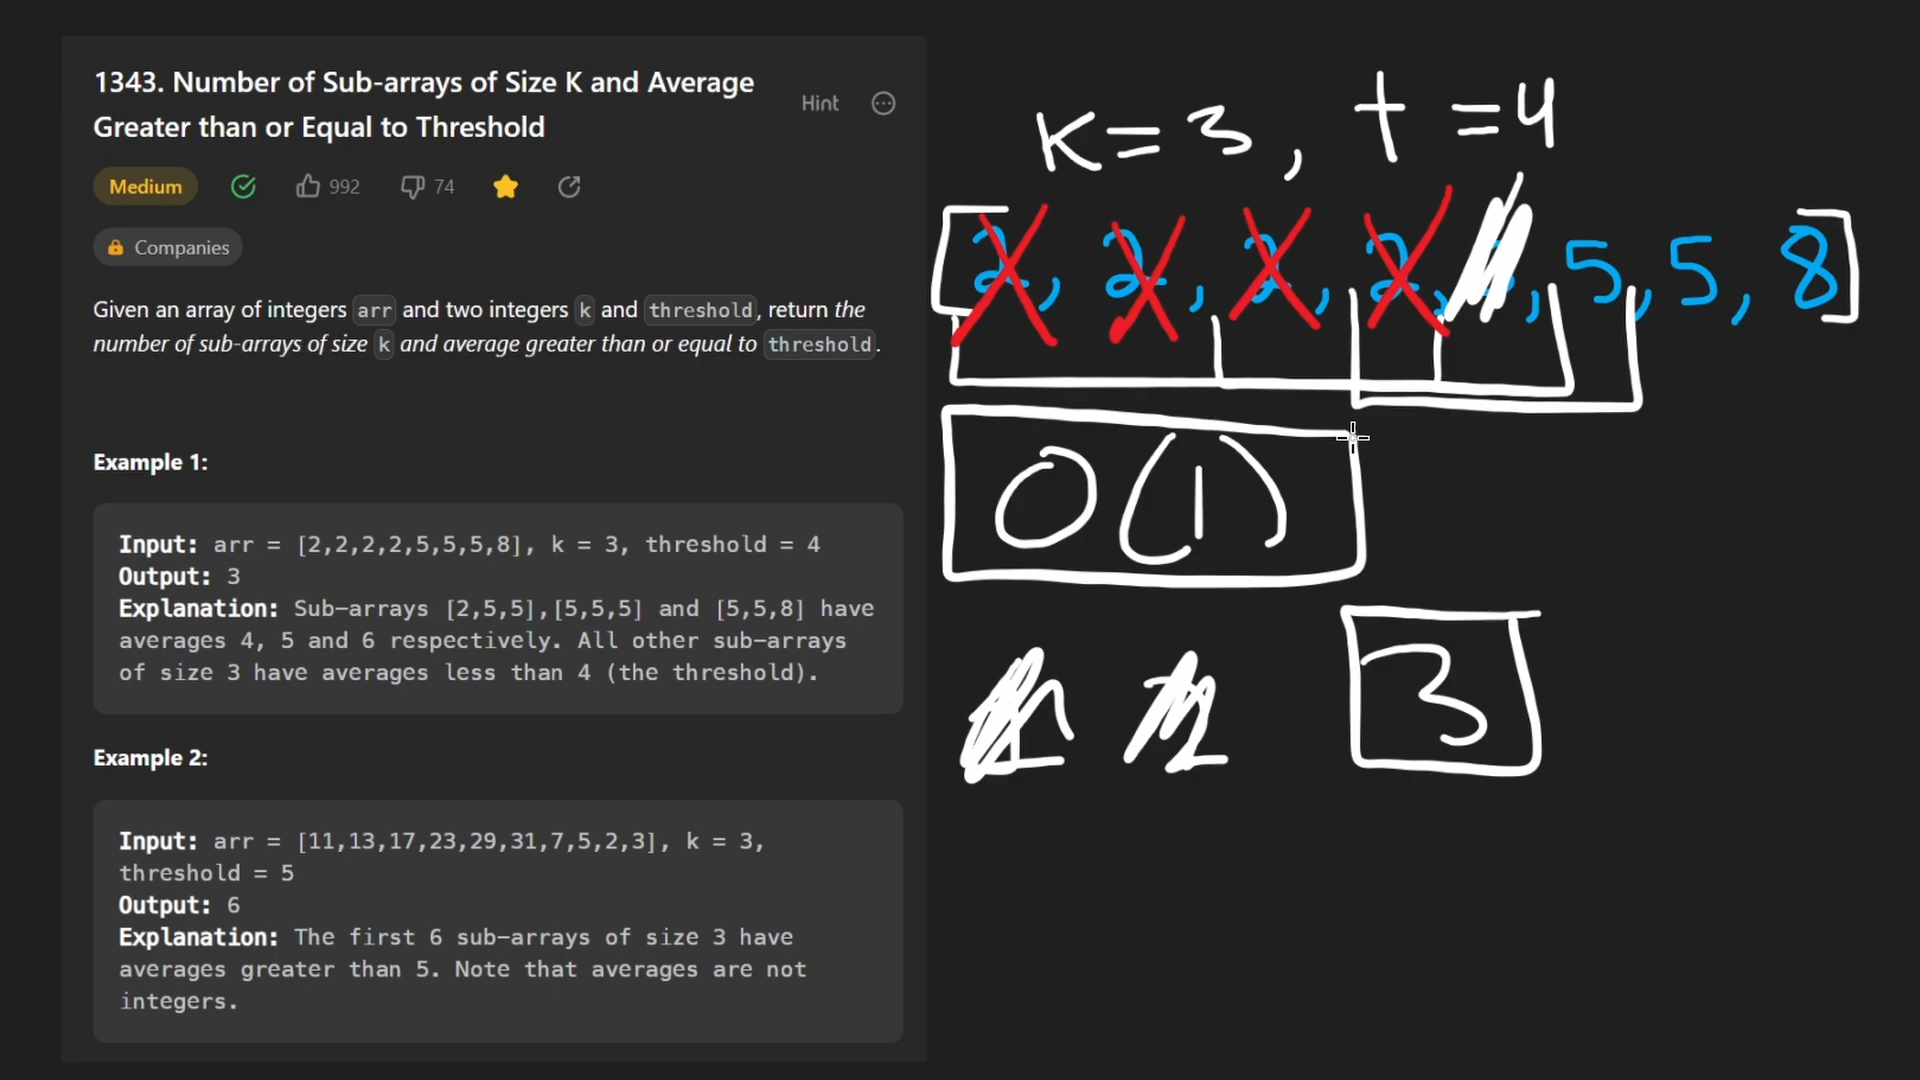 1343. Number of Sub-arrays of Size K and Average
Greater than or Equal to Threshold
Hint
Medium
992
74
Companies
Given an array of integers arr and two integers k and threshold, return the
number of sub-arrays of size k and average greater than or equal to threshold.
Example 1:
Input: arr = [2,2,2,2,5,5,5,8], k = 3, threshold = 4
Output: 3
Explanation: Sub-arrays [2,5,5],[5,5,5] and [5,5,8] have
averages 4, 5 and 6 respectively. All other sub-arrays
of size 3 have averages less than 4 (the threshold).
Example 2:
Input: arr = [11,13,17,23,29,31,7,5,2,3], k = 3,
threshold = 5
Output: 6
Explanation: The first 6 sub-arrays of size 3 have
averages greater than 5. Note that averages are not
integers.
K = 3, t = 4
[2, 2, 2, 2, , 5, 5, 8]
O(1)
3